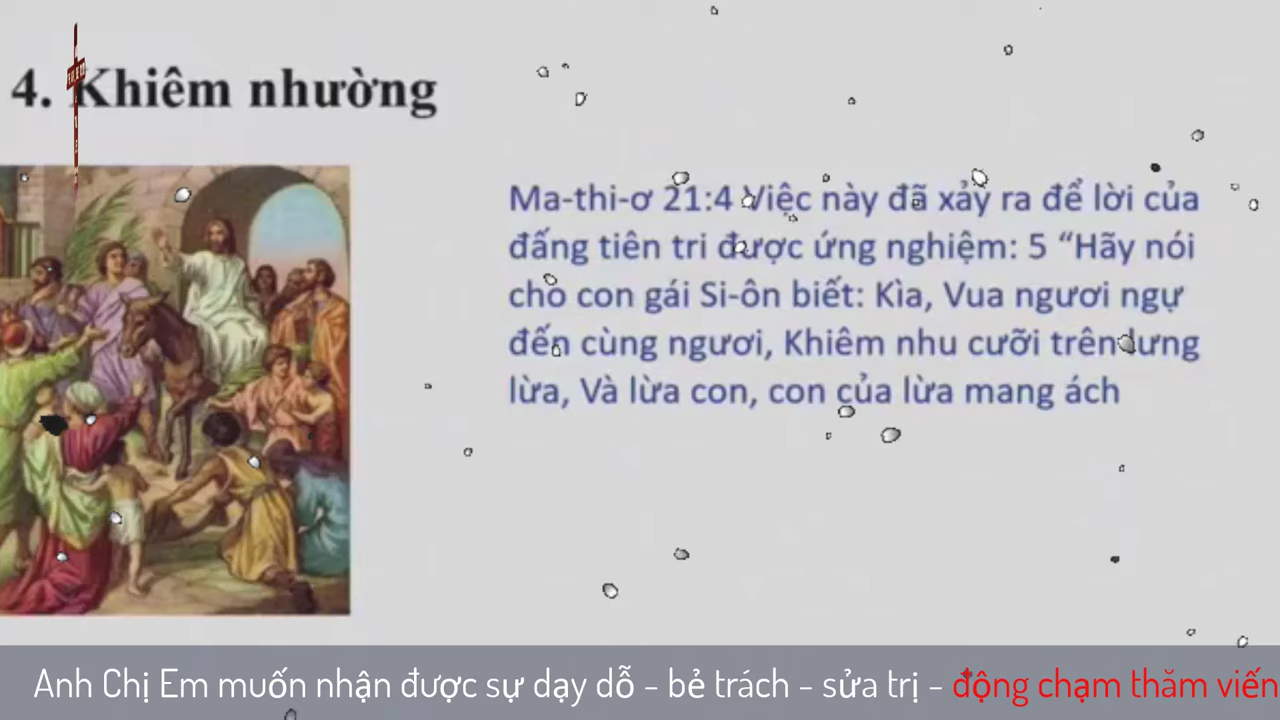 4. Khiêm nhường
Ma-thi-ơ 21:4 Việc này đã xảy ra để lời của
đấng tiên tri được ứng nghiệm: 5 “Hãy nói
cho con gái Si-ôn biết: Kìa, Vua ngươi ngự
đến cùng ngươi, Khiêm nhu cưỡi trên lưng
lừa, Và lừa con, con của lừa mang ách
Anh Chị Em muốn nhận được sự dạy dỗ - bẻ trách - sửa trị - động chạm thăm viến